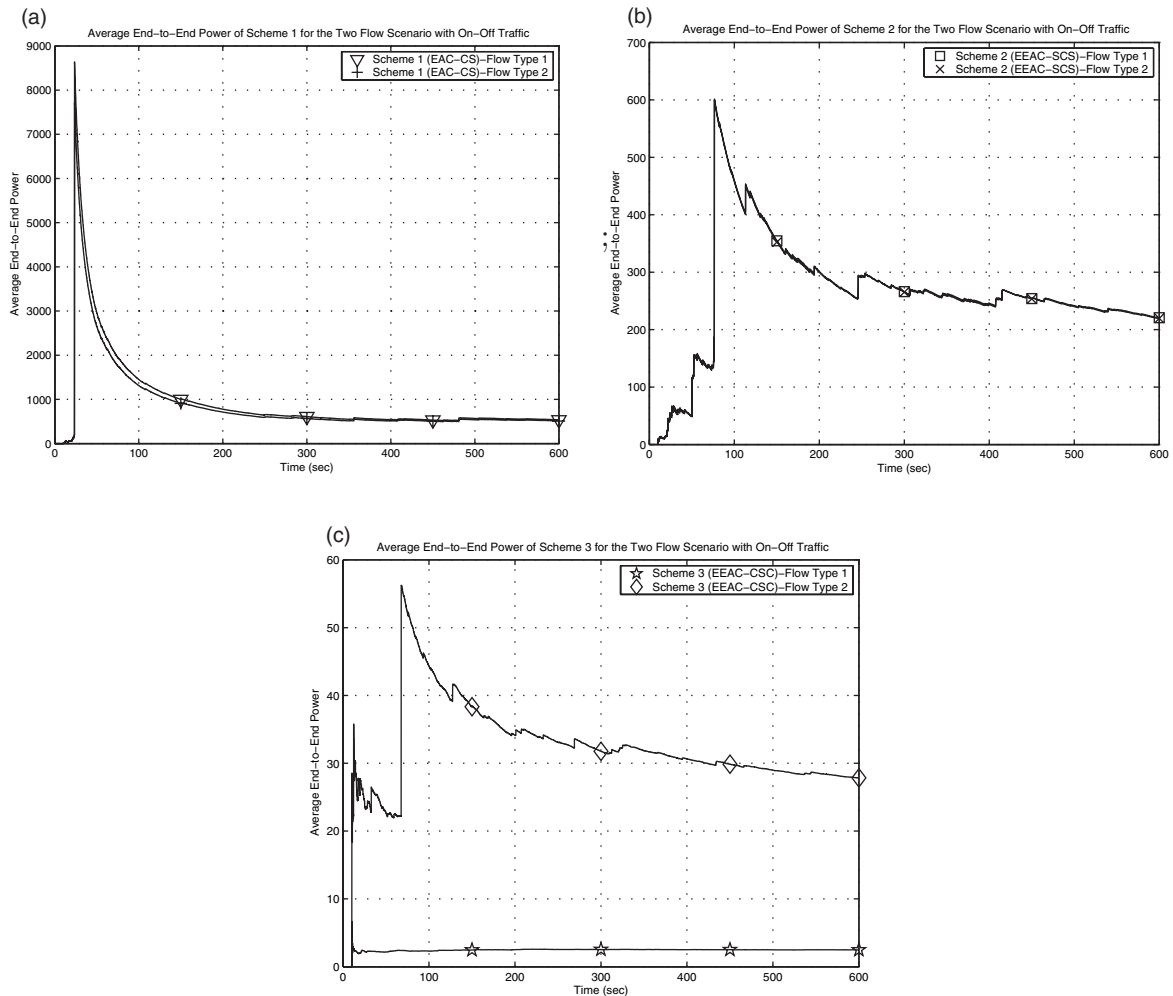 (a)
Average End-to-End Power of Scheme 1 for the Two Flow Scenario with On-Off Traffic
9000
8000
7000
6000
5000
4000
3000
2000
1000
0
Average End-to-End Power
Scheme 1 (EAC-CS)-Flow Type 1
Scheme 1 (EAC-CS)-Flow Type 2
0 100 200 300 400 500 600
Time (sec)
(b)
Average End-to-End Power of Scheme 2 for the Two Flow Scenario with On-Off Traffic
700
600
500
400
300
200
100
0
Average End-to-End Power
Scheme 2 (EEAC-SCS)-Flow Type 1
Scheme 2 (EEAC-SCS)-Flow Type 2
0 100 200 300 400 500 600
Time (sec)
(c)
Average End-to-End Power of Scheme 3 for the Two Flow Scenario with On-Off Traffic
60
50
40
30
20
10
0
Average End-to-End Power
Scheme 3 (EEAC-CSC)-Flow Type 1
Scheme 3 (EEAC-CSC)-Flow Type 2
0 100 200 300 400 500 600
Time (sec)